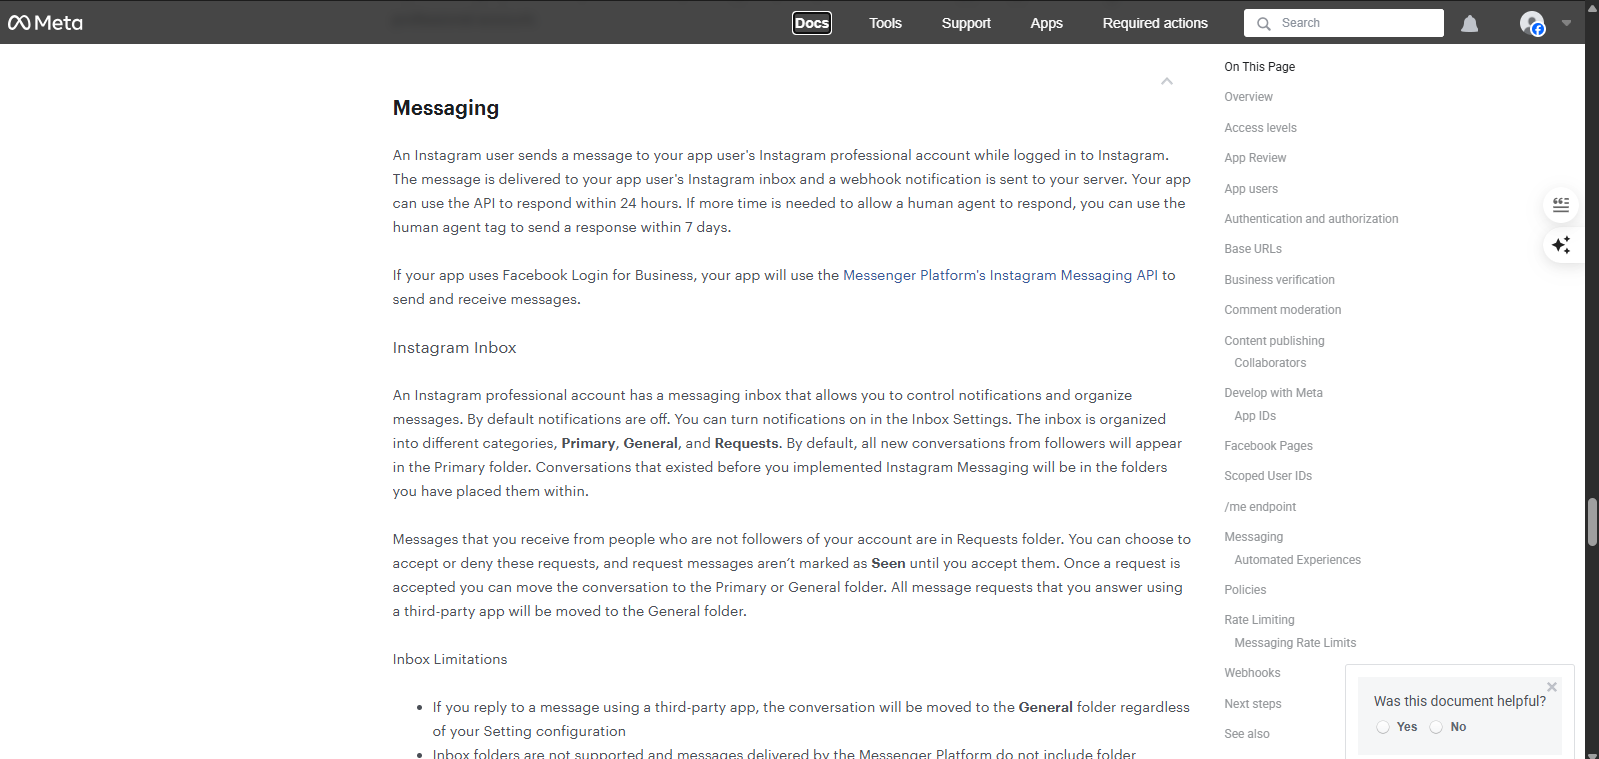 Meta
Docs
Tools
Support
Apps
Required actions
Search
Messaging
An Instagram user sends a message to your app user's Instagram professional account while logged in to Instagram.
The message is delivered to your app user's Instagram inbox and a webhook notification is sent to your server. Your app
can use the API to respond within 24 hours. If more time is needed to allow a human agent to respond, you can use the
human agent tag to send a response within 7 days.
If your app uses Facebook Login for Business, your app will use the Messenger Platform's Instagram Messaging API to
send and receive messages.
Instagram Inbox
An Instagram professional account has a messaging inbox that allows you to control notifications and organize
messages. By default notifications are off. You can turn notifications on in the Inbox Settings. The inbox is organized
into different categories, Primary, General, and Requests. By default, all new conversations from followers will appear
in the Primary folder. Conversations that existed before you implemented Instagram Messaging will be in the folders
you have placed them within.
Messages that you receive from people who are not followers of your account are in Requests folder. You can choose to
accept or deny these requests, and request messages aren’t marked as Seen until you accept them. Once a request is
accepted you can move the conversation to the Primary or General folder. All message requests that you answer using
a third-party app will be moved to the General folder.
Inbox Limitations
• If you reply to a message using a third-party app, the conversation will be moved to the General folder regardless
of your Setting configuration
• Inbox folders are not supported and messages delivered by the Messenger Platform do not include folder
On This Page
Overview
Access levels
App Review
App users
Authentication and authorization
Base URLs
Business verification
Comment moderation
Content publishing
Collaborators
Develop with Meta
App IDs
Facebook Pages
Scoped User IDs
/me endpoint
Messaging
Automated Experiences
Policies
Rate Limiting
Messaging Rate Limits
Webhooks
Next steps
See also
Was this document helpful?
Yes
No